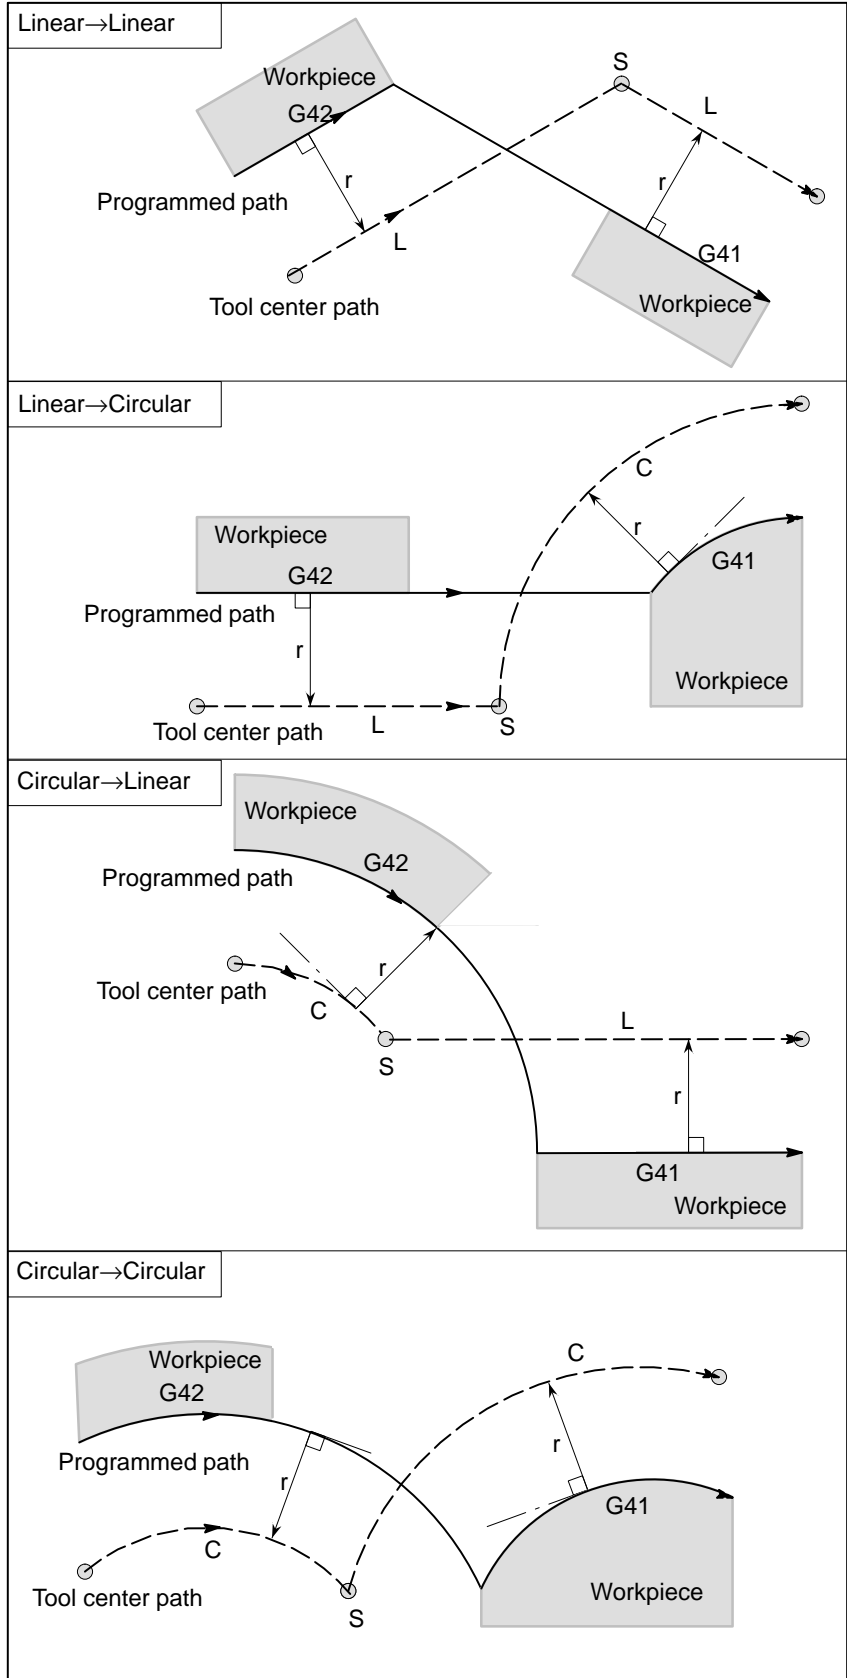 Linear→Linear
S
Workpiece
L
G42
r
r
Programmed path
L
G41
Tool center path
Workpiece
Linear→Circular
C
Workpiece
r
G41
G42
Programmed path
r
Workpiece
Tool center path
L
S
Circular→Linear
Workpiece
G42
Programmed path
r
Tool center path
C
L
S
r
G41
Workpiece
Circular→Circular
C
Workpiece
G42
r
Programmed path
r
G41
C
Workpiece
Tool center path
S